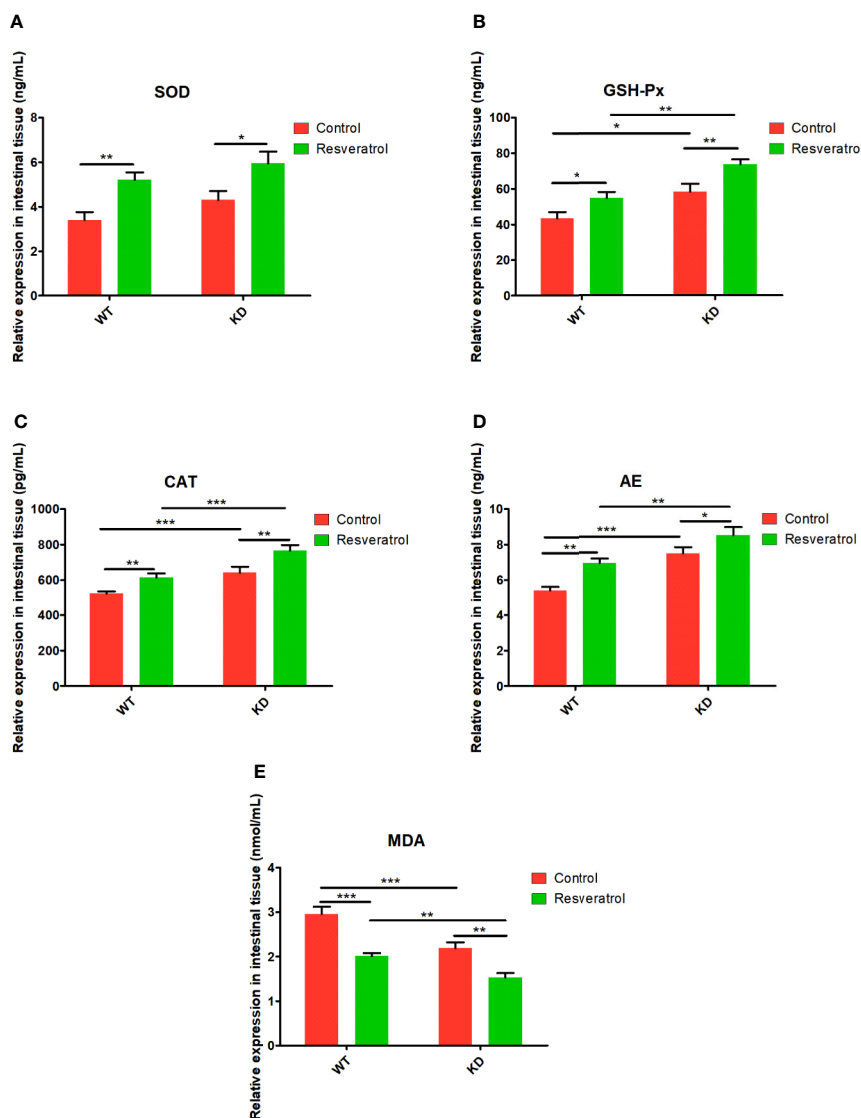 A
SOD
Relative expression in intestinal tissue (ng/mL)
8
6
4
2
0
**
*
WT
KD
Control
Resveratrol
B
GSH-Px
Relative expression in intestinal tissue (ng/mL)
100
80
60
40
20
0
**
*
**
*
WT
KD
Control
Resveratro
C
CAT
Relative expression in intestinal tissue (pg/mL)
1000
800
600
400
200
0
***
***
**
**
WT
KD
Control
Resveratrol
D
AE
Relative expression in intestinal tissue (ng/mL)
10
8
6
4
2
0
**
***
*
**
WT
KD
Control
Resveratrol
E
MDA
Relative expression in intestinal tissue (nmol/mL)
4
3
2
1
0
***
***
**
**
WT
KD
Control
Resveratrol